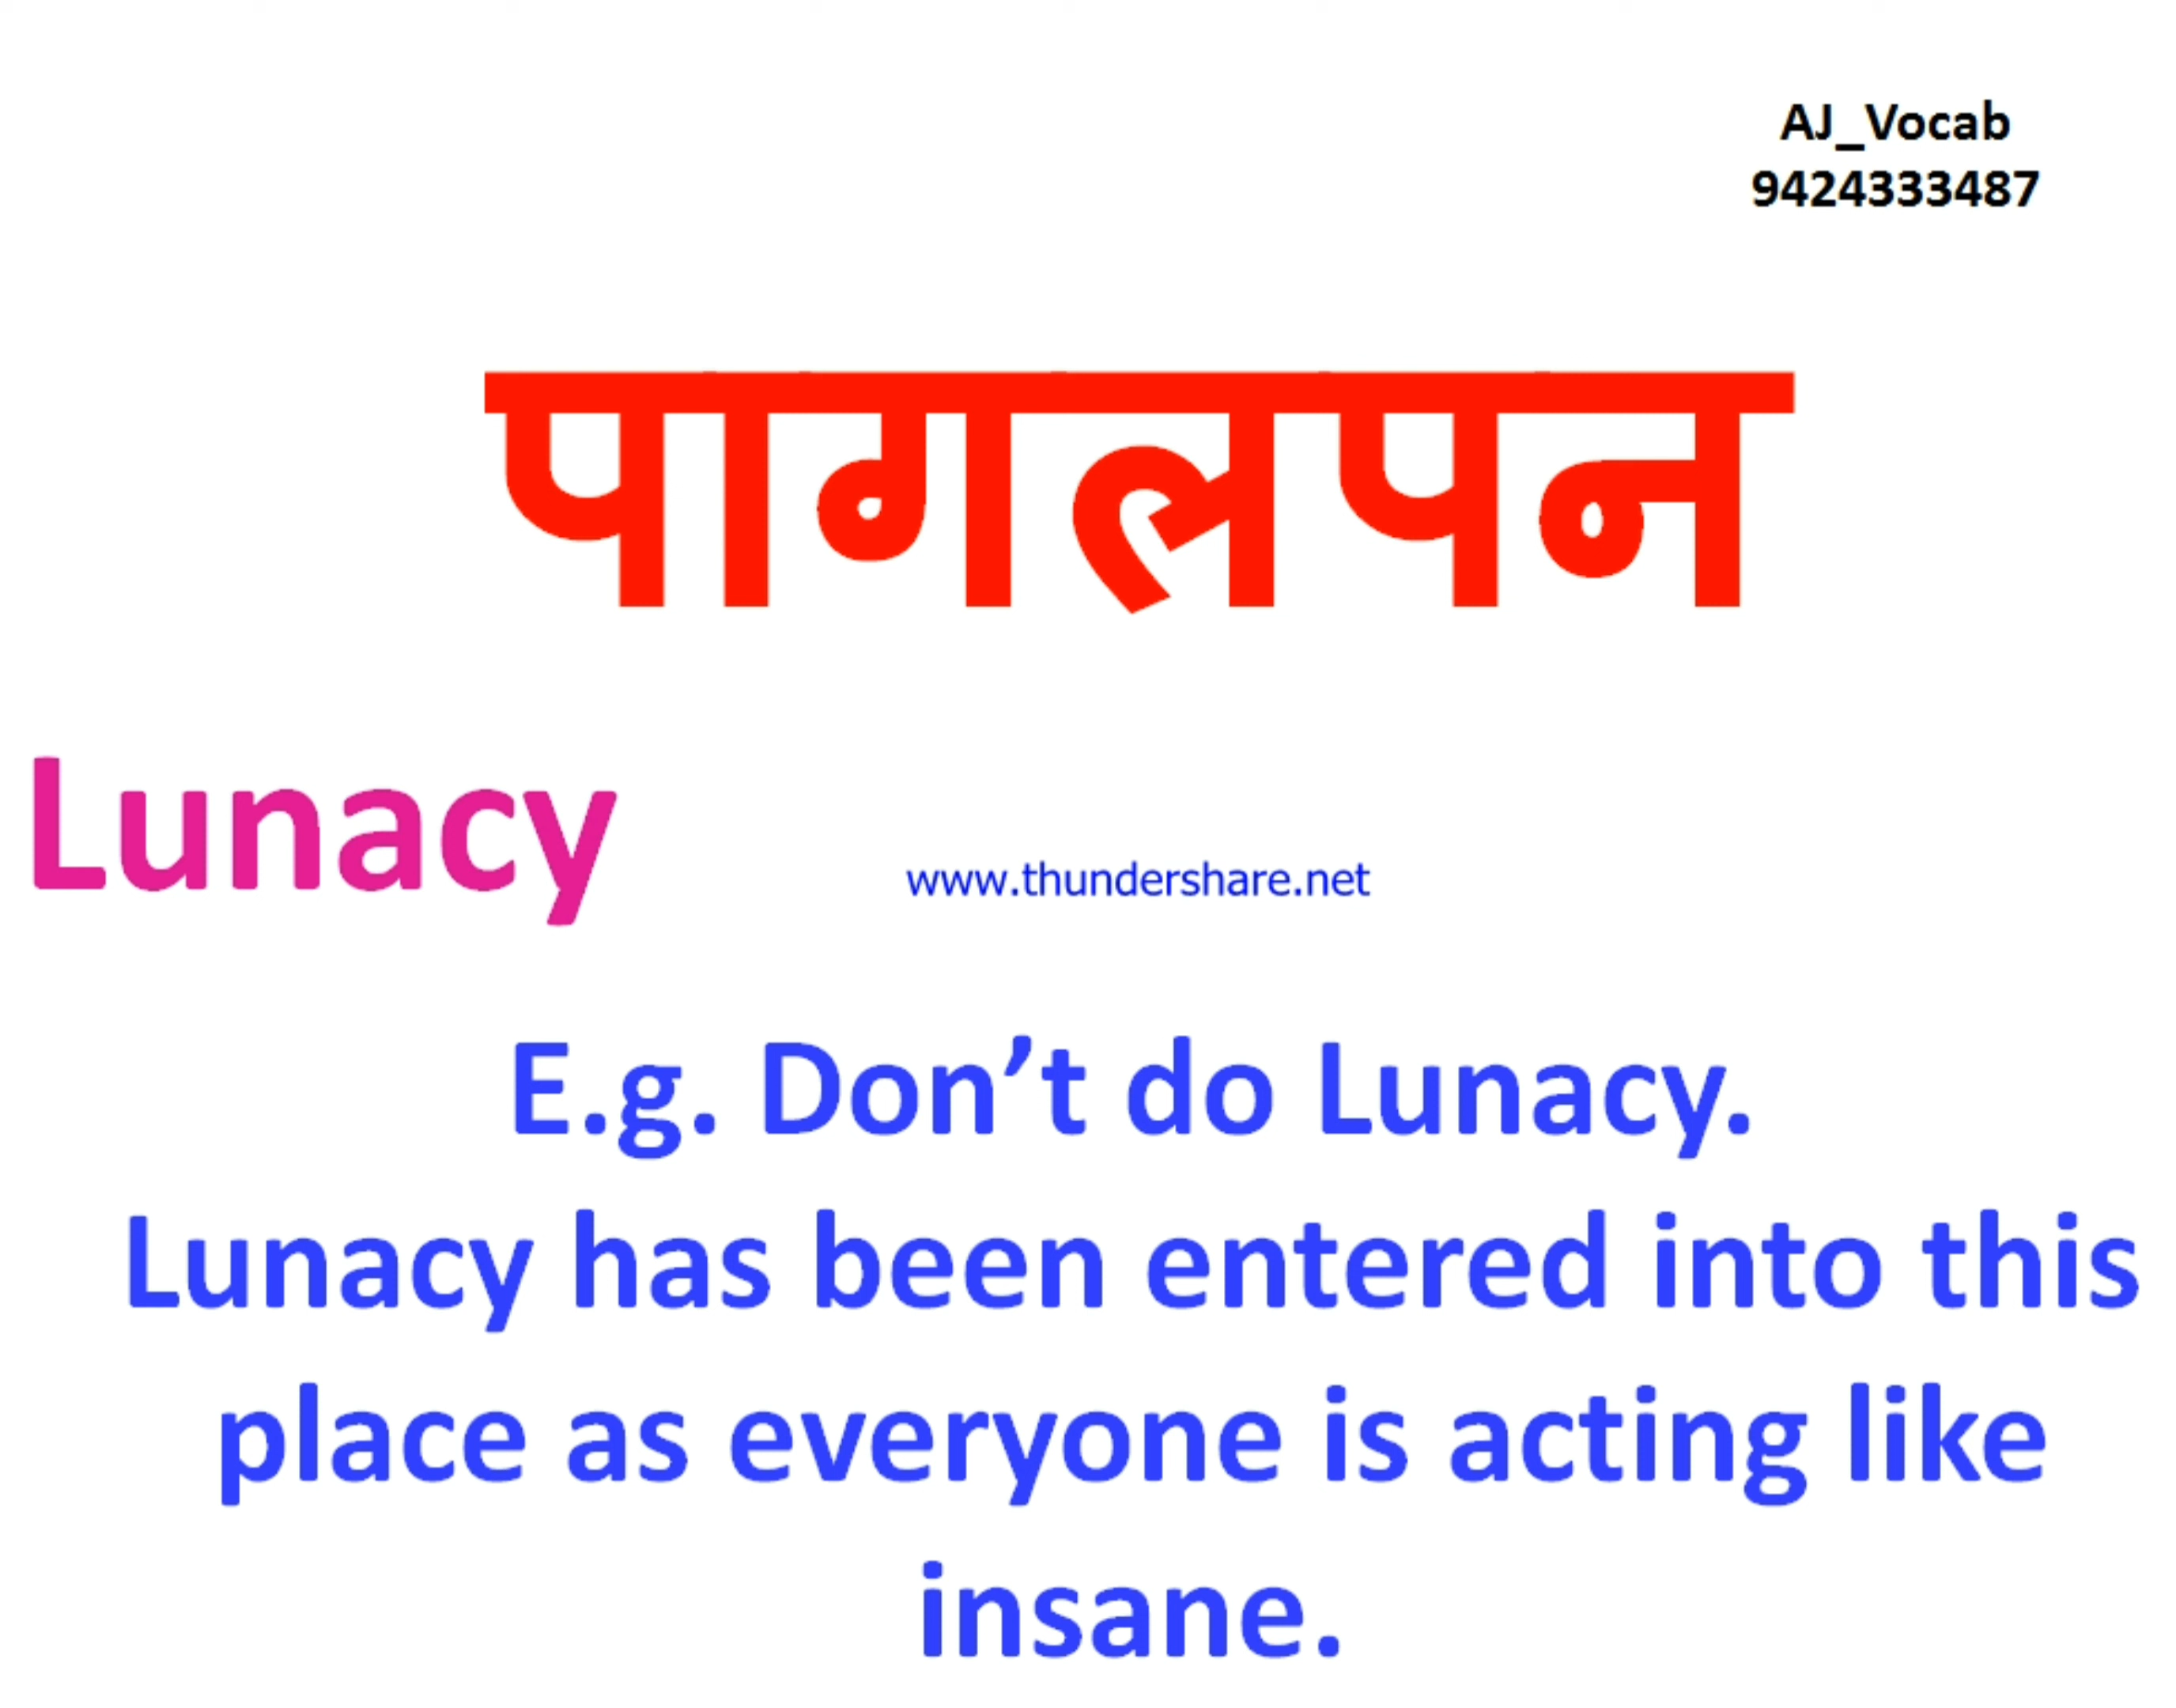 AJ_Vocab
9424333487
पागलपन
Lunacy
www.thundershare.net
E.g. Don’t do Lunacy.
Lunacy has been entered into this
place as everyone is acting like
insane.